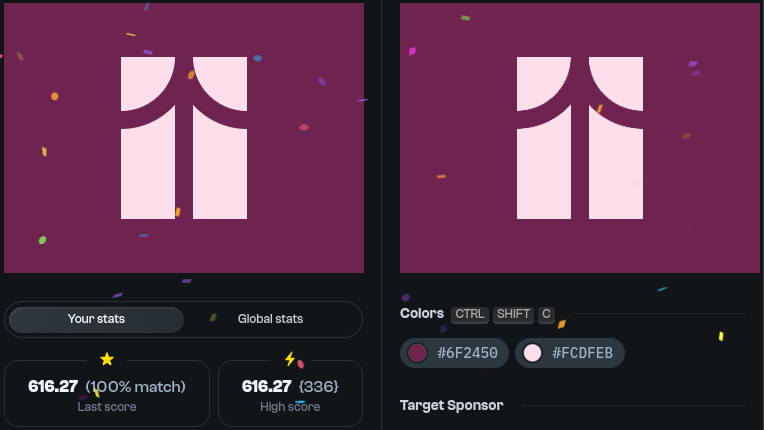 Your stats
Global stats
616.27 (100% match)
Last score
616.27 {336}
High score
Colors CTRL SHIFT C
#6F2450
#FCDFEB
Target Sponsor